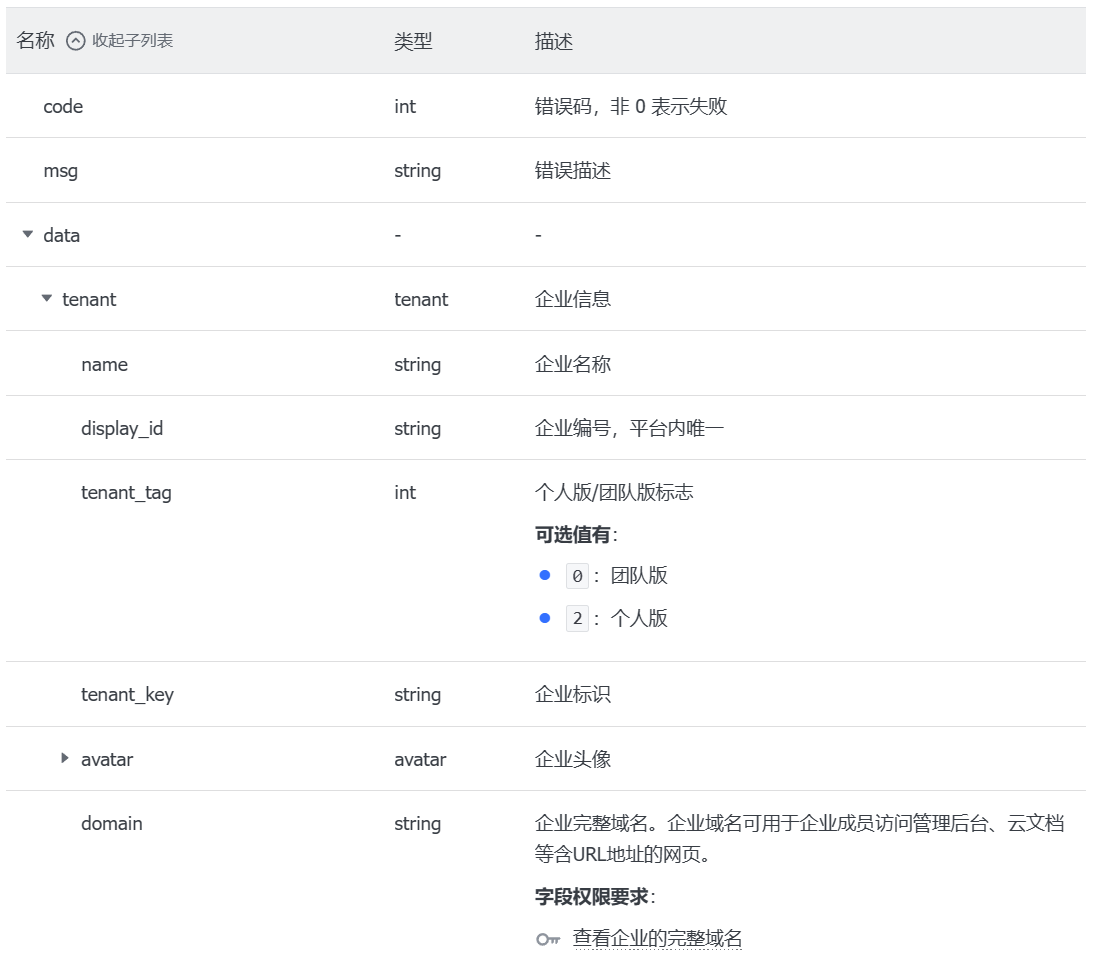 名称 收起子列表 类型 描述
code int 错误码，非 0 表示失败
msg string 错误描述
data - -
tenant tenant 企业信息
name string 企业名称
display_id string 企业编号，平台内唯一
tenant_tag int 个人版/团队版标志
可选值有：
0：团队版
2：个人版
tenant_key string 企业标识
avatar avatar 企业头像
domain string 企业完整域名。企业域名可用于企业成员访问管理后台、云文档
等含URL地址的网页。
字段权限要求：
查看企业的完整域名